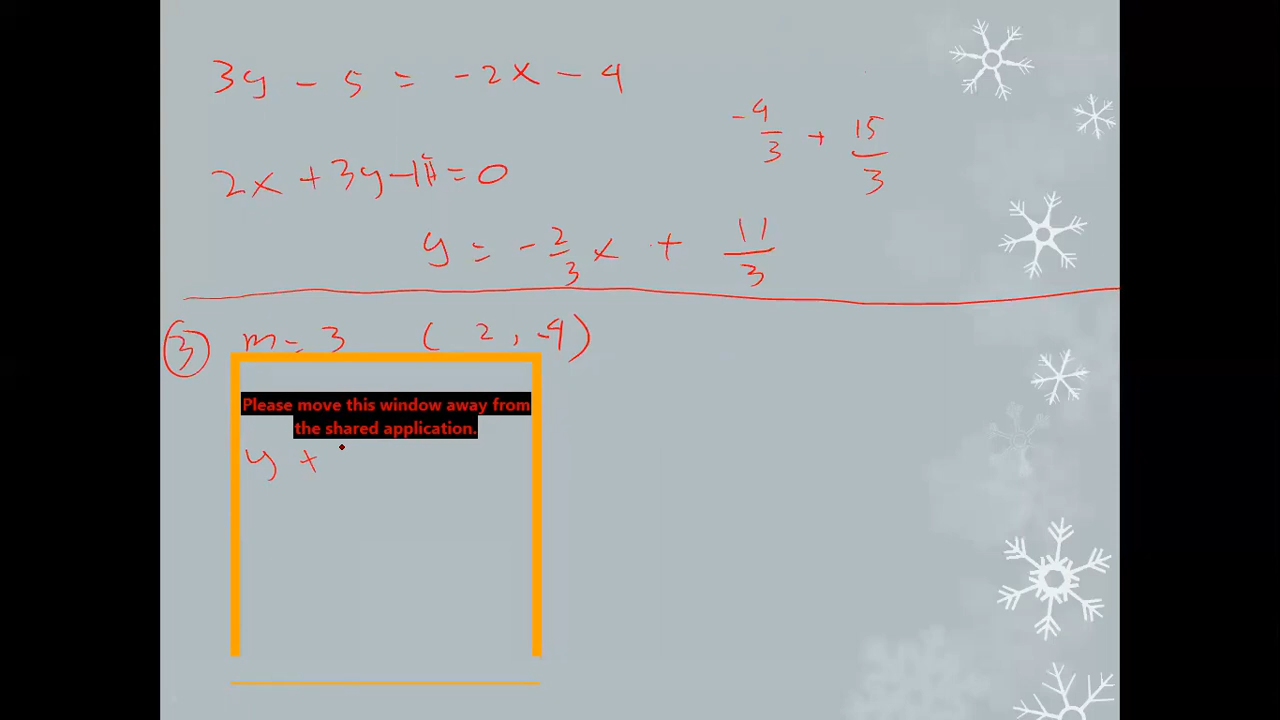 3y - 5 = -2x - 4
-4/3 + 15/3
2x + 3y - 11 = 0
y = -2/3 x + 11/3
③ m = 3 ( 2 , -4)
Please move this window away from
the shared application.
y +